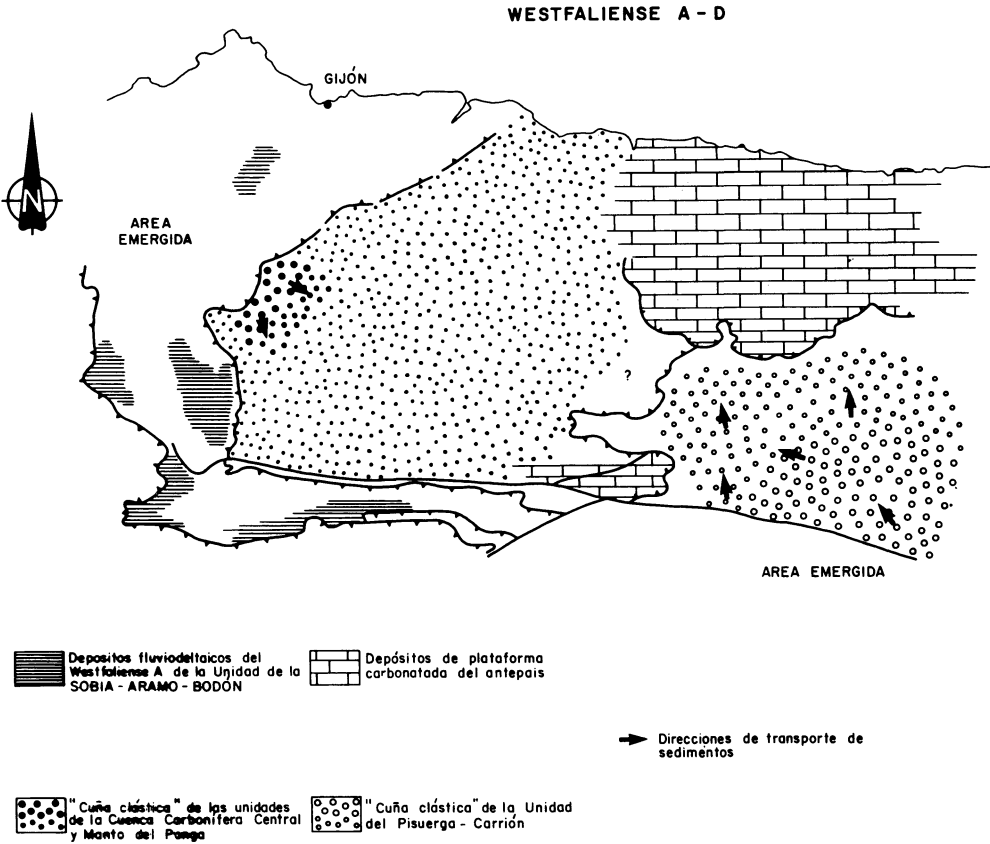 WESTFALIENSE A - D
GIJÓN
N
AREA
EMERGIDA
?
AREA EMERGIDA
Depositos fluviodeltaicos del
Westfaliense A de la Unidad de la
SOBIA - ARAMO - BODÓN
Depósitos de plataforma
carbonatada del antepais
Direcciones de transporte de
sedimentos
"Cuña clástica" de las unidades
de la Cuenca Carbonífera Central
y Manto del Ponga
"Cuña clástica" de la Unidad
del Pisuerga - Carrión